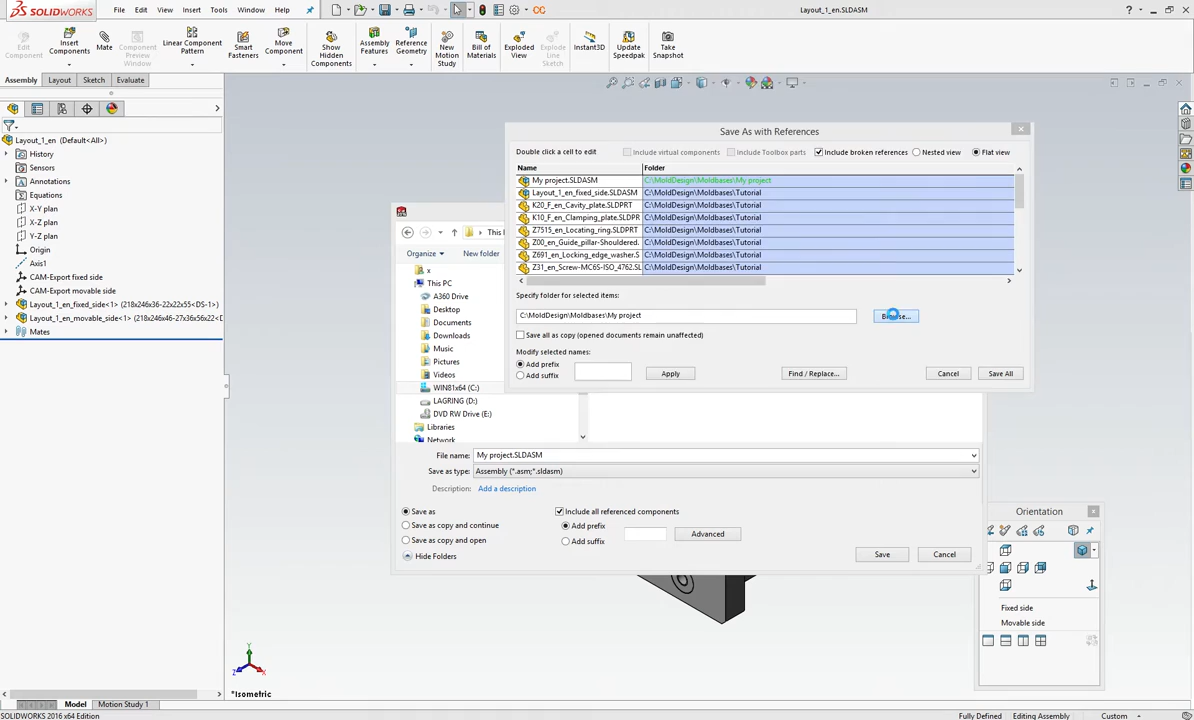 SOLIDWORKS File Edit View Insert Tools Window Help Layout_1_en.SLDASM
Edit Component Insert Components Mate Component Preview Window Linear Component Pattern Smart Fasteners Move Component Show Hidden Components Assembly Features Reference Geometry New Motion Study Bill of Materials Exploded View Explode Line Sketch Instant3D Update Speedpak Take Snapshot
Assembly Layout Sketch Evaluate
Layout_1_en (Default<All>)
History
Sensors
Annotations
Equations
X-Y plan
X-Z plan
Y-Z plan
Origin
Axis1
CAM-Export fixed side
CAM-Export movable side
Layout_1_en_fixed_side<1> (218x246x36-22x22x55<DS-1>)
Layout_1_en_movable_side<1> (218x246x46-27x36x56x22<D
Mates
Save As with References
Double click a cell to edit Include virtual components Include Toolbox parts Include broken references Nested view Flat view
Name Folder
My project.SLDASM C:\MoldDesign\Moldbases\My project
Layout_1_en_fixed_side.SLDASM C:\MoldDesign\Moldbases\Tutorial
K20_F_en_Cavity_plate.SLDPRT C:\MoldDesign\Moldbases\Tutorial
K10_F_en_Clamping_plate.SLDPR C:\MoldDesign\Moldbases\Tutorial
Z7515_en_Locating_ring.SLDPRT C:\MoldDesign\Moldbases\Tutorial
Z00_en_Guide_pillar-Shouldered. C:\MoldDesign\Moldbases\Tutorial
Z691_en_Locking_edge_washer.S C:\MoldDesign\Moldbases\Tutorial
Z31_en_Screw-MC6S-ISO_4762.SL C:\MoldDesign\Moldbases\Tutorial
Specify folder for selected items:
C:\MoldDesign\Moldbases\My project Browse...
Save all as copy (opened documents remain unaffected)
Modify selected names:
Add prefix
Add suffix
Apply Find / Replace... Cancel Save All
This
Organize New folder
x
This PC
A360 Drive
Desktop
Documents
Downloads
Music
Pictures
Videos
WIN81x64 (C:)
LAGRING (D:)
DVD RW Drive (E:)
Libraries
Network
File name: My project.SLDASM
Save as type: Assembly (*.asm;*.sldasm)
Description: Add a description
Save as Include all referenced components
Save as copy and continue Add prefix Advanced
Save as copy and open Add suffix
Hide Folders Save Cancel
Orientation
Fixed side
Movable side
Y
Z
X
*Isometric
Model Motion Study 1
SOLIDWORKS 2016 x64 Edition Fully Defined Editing Assembly Custom